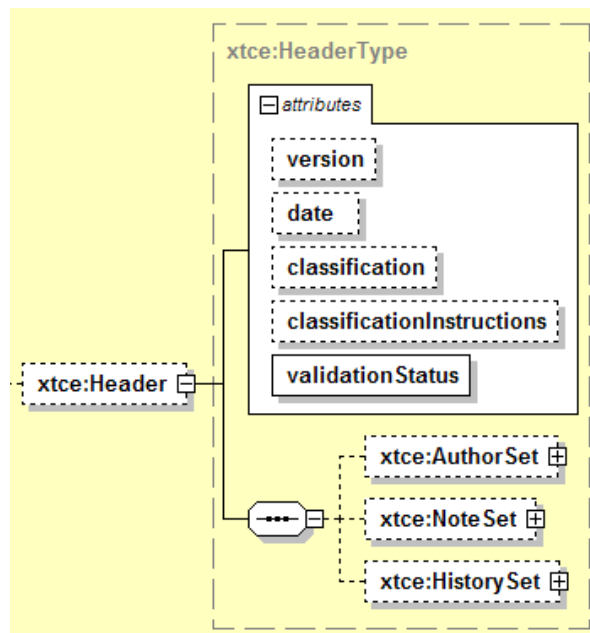 xtce:HeaderType
attributes
version
date
classification
classificationInstructions
validationStatus
xtce:Header
xtce:AuthorSet
xtce:NoteSet
xtce:HistorySet